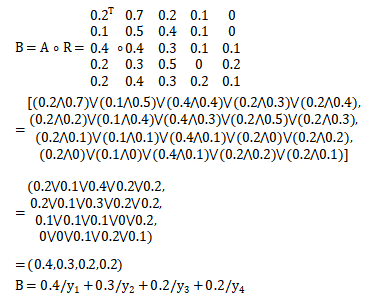 0.2ᵀ 0.7 0.2 0.1 0
0.1 0.5 0.4 0.1 0
B = A ∘ R = 0.4 ∘ 0.4 0.3 0.1 0.1
0.2 0.3 0.5 0 0.2
0.2 0.4 0.3 0.2 0.1
[(0.2⋀0.7)⋁(0.1⋀0.5)⋁(0.4⋀0.4)⋁(0.2⋀0.3)⋁(0.2⋀0.4),
= (0.2⋀0.2)⋁(0.1⋀0.4)⋁(0.4⋀0.3)⋁(0.2⋀0.5)⋁(0.2⋀0.3),
(0.2⋀0.1)⋁(0.1⋀0.1)⋁(0.4⋀0.1)⋁(0.2⋀0)⋁(0.2⋀0.2),
(0.2⋀0)⋁(0.1⋀0)⋁(0.4⋀0.1)⋁(0.2⋀0.2)⋁(0.2⋀0.1)]
(0.2⋁0.1⋁0.4⋁0.2⋁0.2,
= 0.2⋁0.1⋁0.3⋁0.2⋁0.2,
0.1⋁0.1⋁0.1⋁0⋁0.2,
0⋁0⋁0.1⋁0.2⋁0.1)
= (0.4,0.3,0.2,0.2)
B = 0.4/y₁ + 0.3/y₂ + 0.2/y₃ + 0.2/y₄